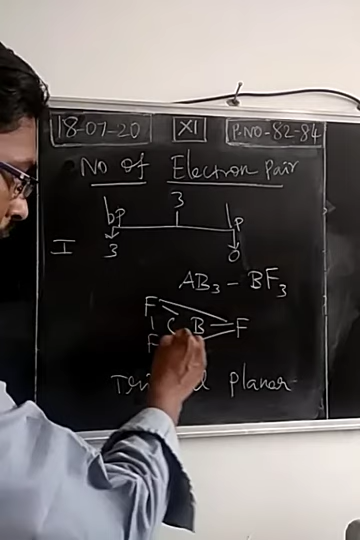 18-07-20 XI P.NO-82-84
No of Electron Pair
3
bp lp
I 3 0
AB3 - BF3
F
B F
F
planar